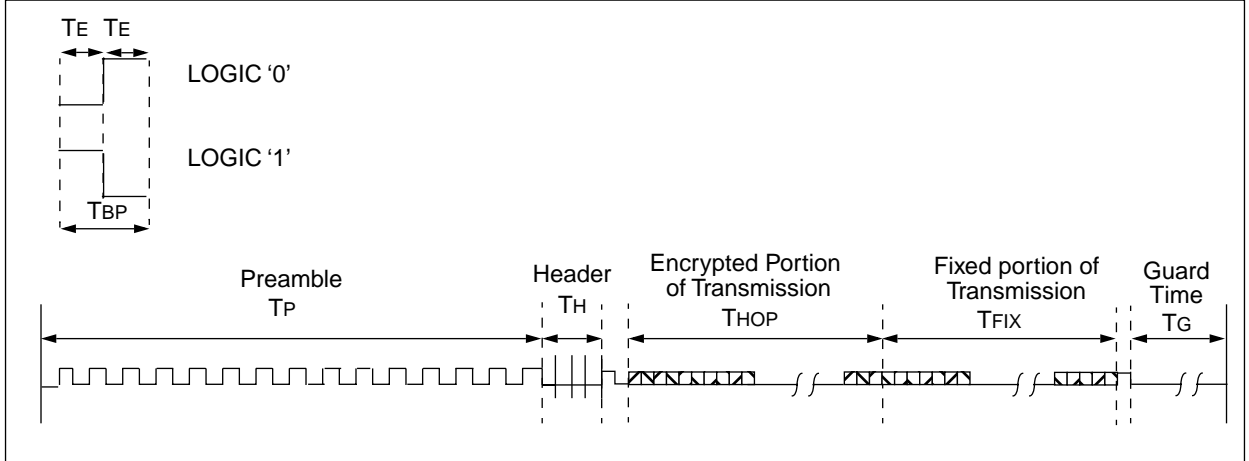 TE TE
LOGIC ‘0’
LOGIC ‘1’
TBP
Preamble
TP
Header
TH
Encrypted Portion
of Transmission
THOP
Fixed portion of
Transmission
TFIX
Guard
Time
TG